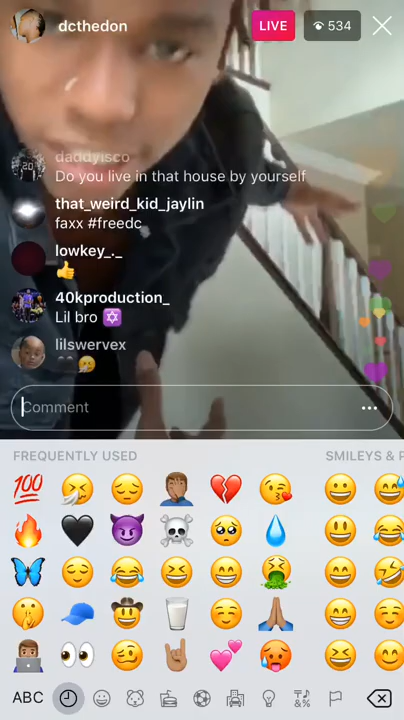 dcthedon
LIVE
534
daddyisco
Do you live in that house by yourself
that_weird_kid_jaylin
faxx #freedc
lowkey_._
40kproduction_
Lil bro
lilswervex
Comment
FREQUENTLY USED
SMILEYS & P
100
ABC